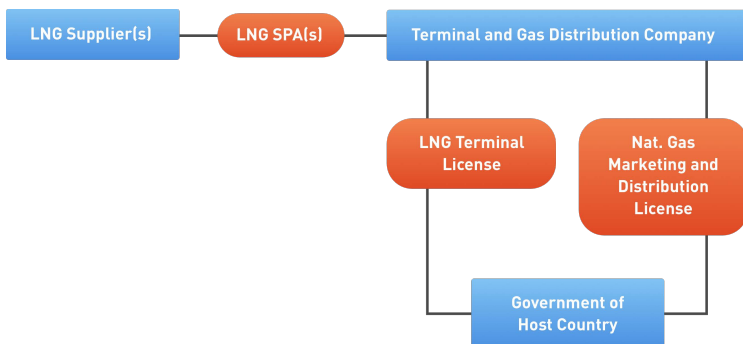 LNG Supplier(s)
LNG SPA(s)
Terminal and Gas Distribution Company
LNG Terminal
License
Nat. Gas
Marketing and
Distribution
License
Government of
Host Country